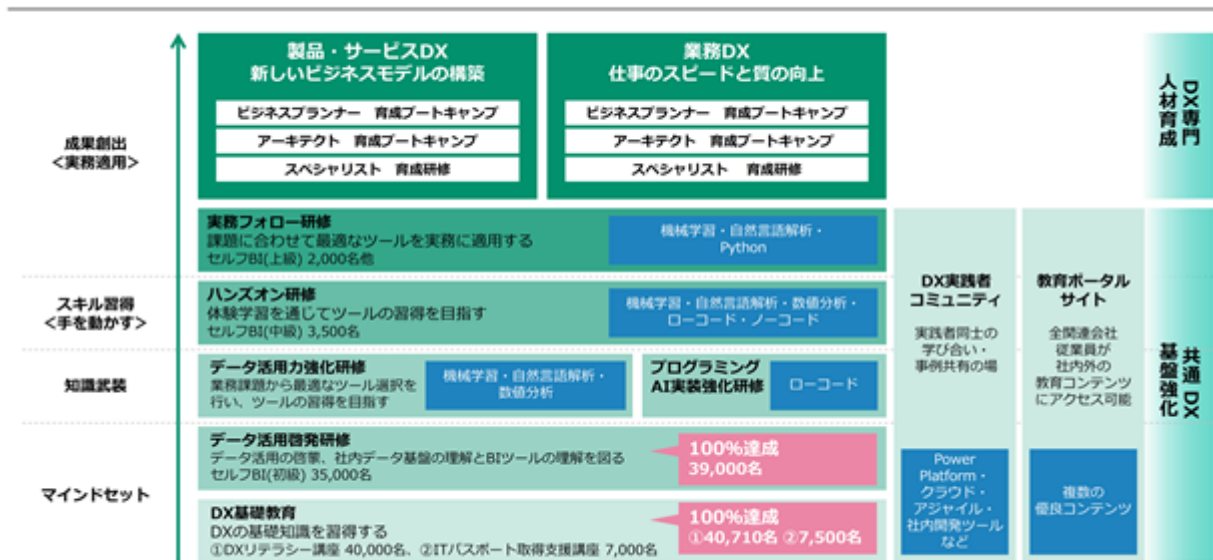 製品・サービスDX
新しいビジネスモデルの構築
ビジネスプランナー 育成ブートキャンプ
アーキテクト 育成ブートキャンプ
スペシャリスト 育成研修
業務DX
仕事のスピードと質の向上
ビジネスプランナー 育成ブートキャンプ
アーキテクト 育成ブートキャンプ
スペシャリスト 育成研修
DX専門
人材育成
成果創出
<実務適用>
実務フォロー研修
課題に合わせて最適なツールを実務に適用する
セルフBI(上級) 2,000名他
機械学習・自然言語解析・
Python
スキル習得
<手を動かす>
ハンズオン研修
体験学習を通じてツールの習得を目指す
セルフBI(中級) 3,500名
機械学習・自然言語解析・数値分析・
ローコード・ノーコード
知識武装
データ活用力強化研修
業務課題から最適なツール選択を
行い、ツールの習得を目指す
機械学習・自然言語解析・
数値分析
プログラミング
AI実装強化研修
ローコード
マインドセット
データ活用啓発研修
データ活用の啓蒙、社内データ基盤の理解とBIツールの理解を図る
セルフBI(初級) 35,000名
100%達成
39,000名
DX基礎教育
DXの基礎知識を習得する
①DXリテラシー講座 40,000名、②ITパスポート取得支援講座 7,000名
100%達成
①40,710名 ②7,500名
DX実践者
コミュニティ
実践者同士の
学び合い・
事例共有の場
Power
Platform・
クラウド・
アジャイル・
社内開発ツール
など
教育ポータル
サイト
全関連会社
従業員が
社内外の
教育コンテンツ
にアクセス可能
複数の
優良コンテンツ
共通DX
基盤強化